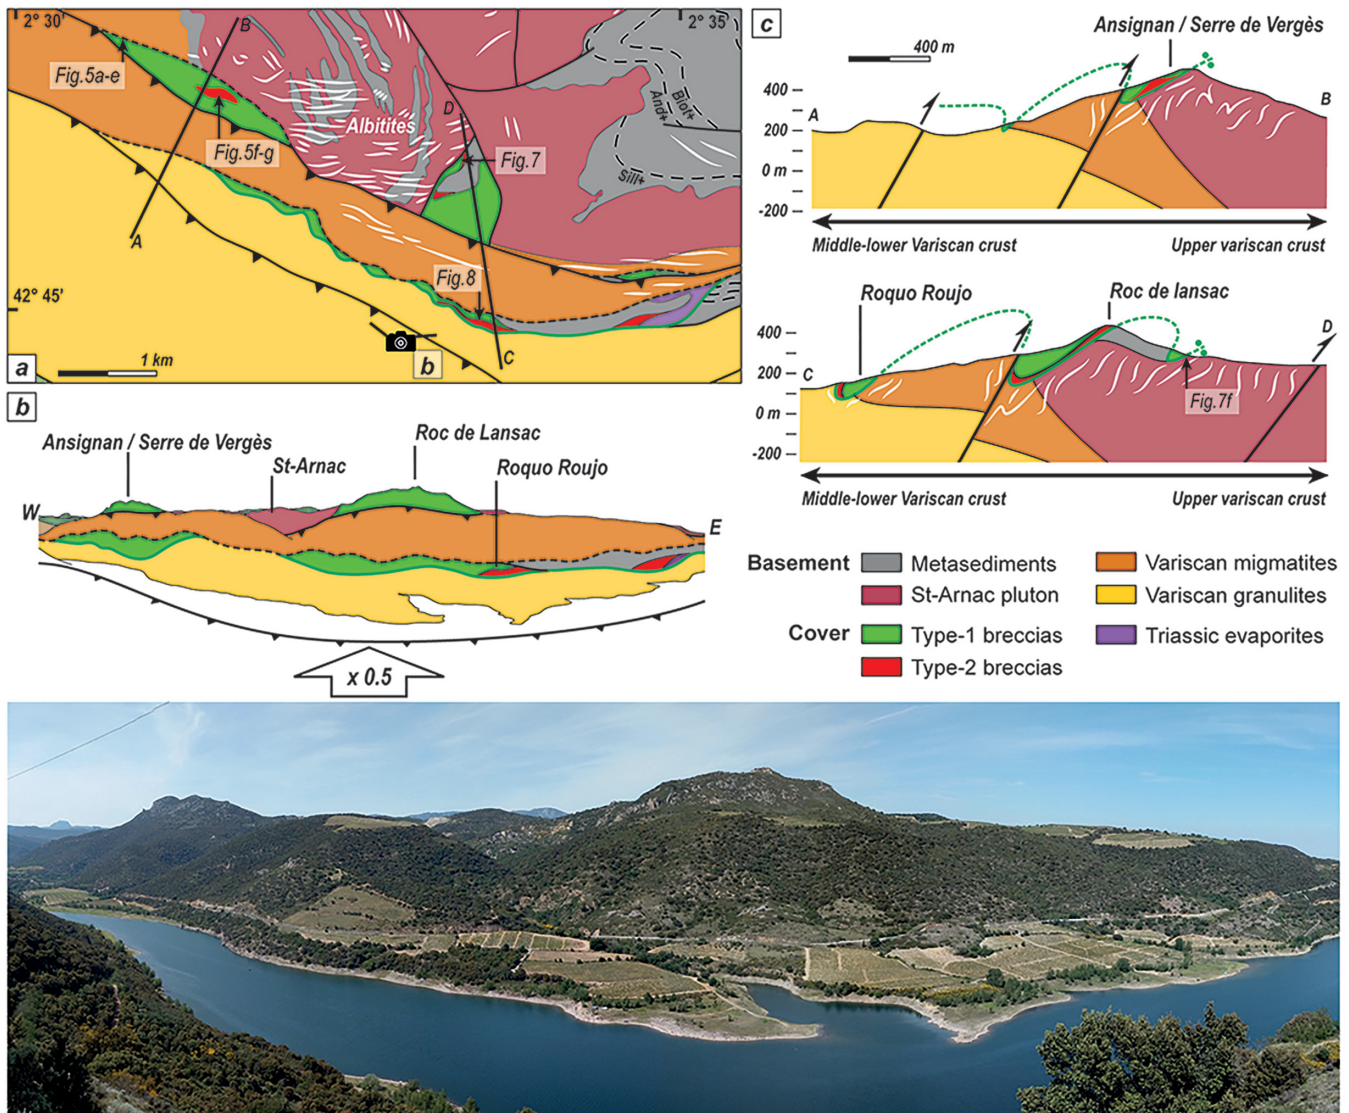 2° 30'
B
2° 35'
Fig.5a-e
D
Biot+
And+
Albitites
Fig.5f-g
Fig.7
Sill+
A
Fig.8
42° 45'
1 km
b
C
a
c
400 m
Ansignan / Serre de Vergès
400
A
B
200
0 m
-200
Middle-lower Variscan crust
Upper variscan crust
Roquo Roujo
Roc de lansac
400
D
C
200
Fig.7f
0 m
-200
Middle-lower Variscan crust
Upper variscan crust
b
Ansignan / Serre de Vergès
Roc de Lansac
St-Arnac
Roquo Roujo
W
E
x 0.5
Basement
Metasediments
Variscan migmatites
St-Arnac pluton
Variscan granulites
Cover
Type-1 breccias
Triassic evaporites
Type-2 breccias